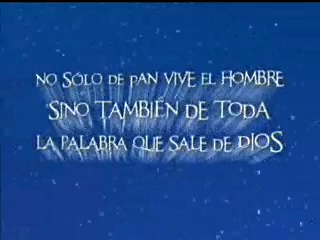 NO SÓLO DE PAN VIVE EL HOMBRE
SINO TAMBIÉN DE TODA
LA PALABRA QUE SALE DE DIOS